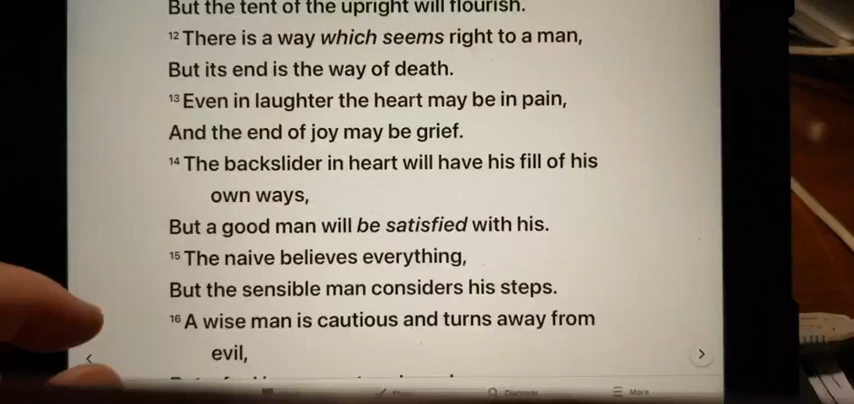 But the tent of the upright will flourish.
12 There is a way which seems right to a man,
But its end is the way of death.
13 Even in laughter the heart may be in pain,
And the end of joy may be grief.
14 The backslider in heart will have his fill of his
own ways,
But a good man will be satisfied with his.
15 The naive believes everything,
But the sensible man considers his steps.
16 A wise man is cautious and turns away from
evil,
Discover
More